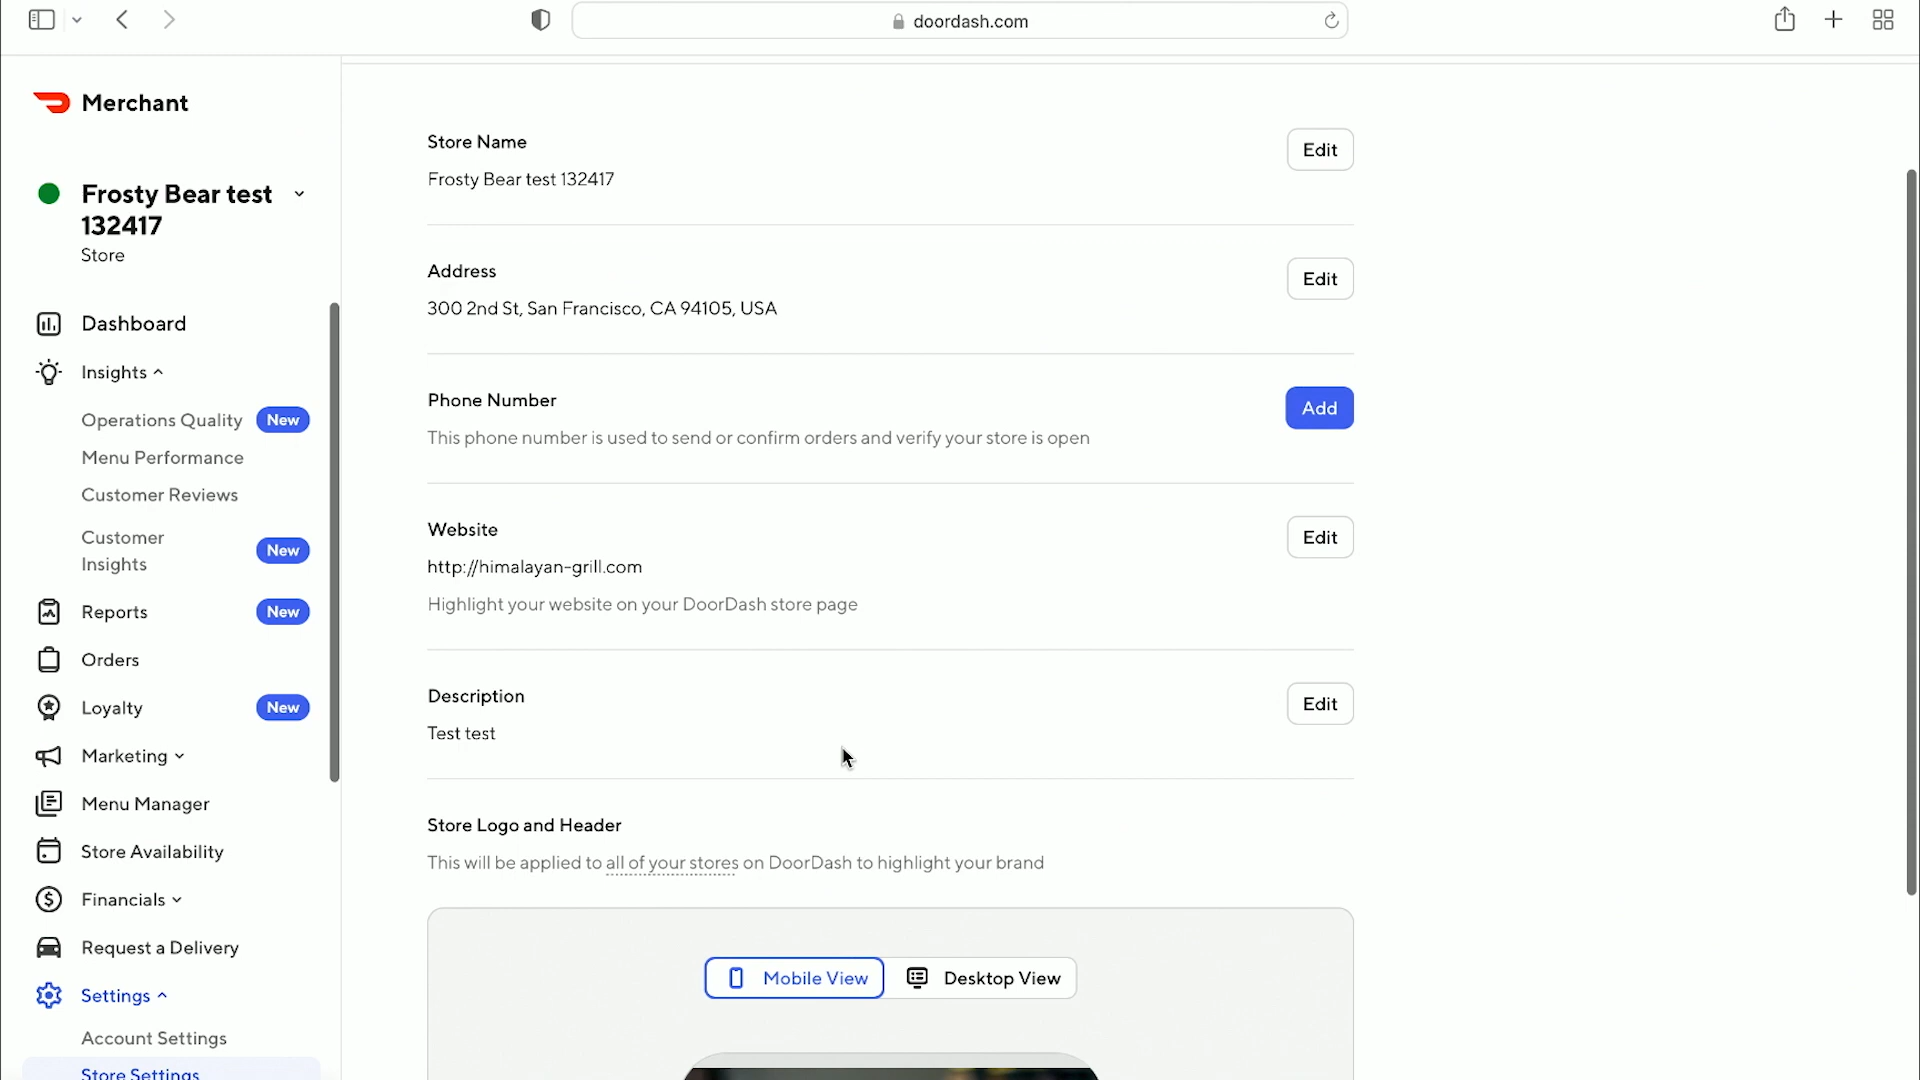 doordash.com
Merchant
Frosty Bear test
132417
Store
Dashboard
Insights
Operations Quality New
Menu Performance
Customer Reviews
Customer
Insights
New
Reports New
Orders
Loyalty New
Marketing
Menu Manager
Store Availability
Financials
Request a Delivery
Settings
Account Settings
Store Settings
Store Name
Edit
Frosty Bear test 132417
Address
Edit
300 2nd St, San Francisco, CA 94105, USA
Phone Number
Add
This phone number is used to send or confirm orders and verify your store is open
Website
Edit
http://himalayan-grill.com
Highlight your website on your DoorDash store page
Description
Edit
Test test
Store Logo and Header
This will be applied to all of your stores on DoorDash to highlight your brand
Mobile View Desktop View